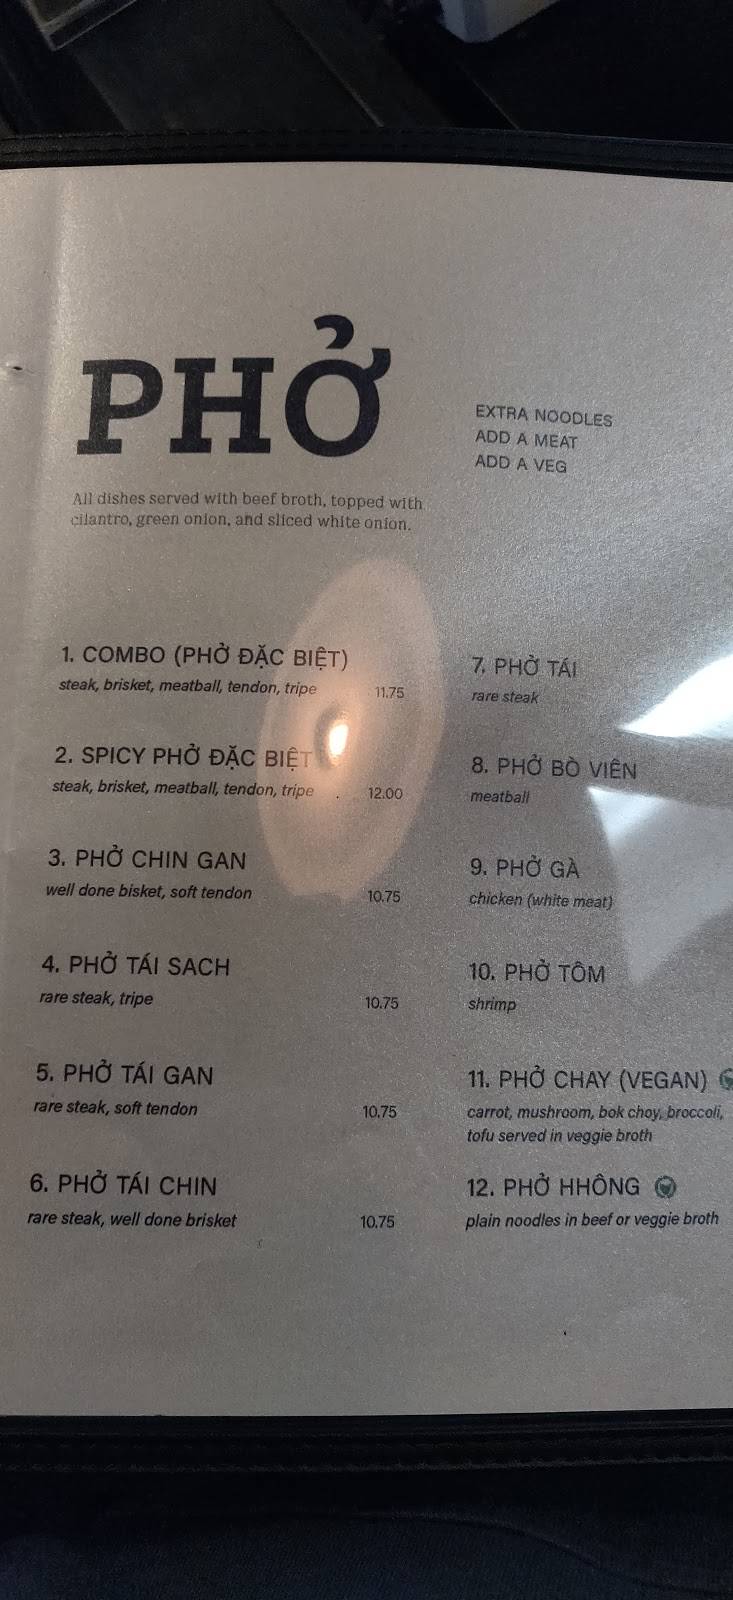 PHỞ
All dishes served with beef broth, topped with
cilantro, green onion, and sliced white onion.
EXTRA NOODLES
ADD A MEAT
ADD A VEG
1. COMBO (PHỞ ĐẶC BIỆT)
steak, brisket, meatball, tendon, tripe 11.75
2. SPICY PHỞ ĐẶC BIỆT
steak, brisket, meatball, tendon, tripe . 12.00
3. PHỞ CHIN GAN
well done bisket, soft tendon 10.75
4. PHỞ TÁI SACH
rare steak, tripe 10.75
5. PHỞ TÁI GAN
rare steak, soft tendon 10.75
6. PHỞ TÁI CHIN
rare steak, well done brisket 10.75
7. PHỞ TÁI
rare steak
8. PHỞ BÒ VIÊN
meatball
9. PHỞ GÀ
chicken (white meat)
10. PHỞ TÔM
shrimp
11. PHỞ CHAY (VEGAN)
carrot, mushroom, bok choy, broccoli,
tofu served in veggie broth
12. PHỞ HHÔNG
plain noodles in beef or veggie broth